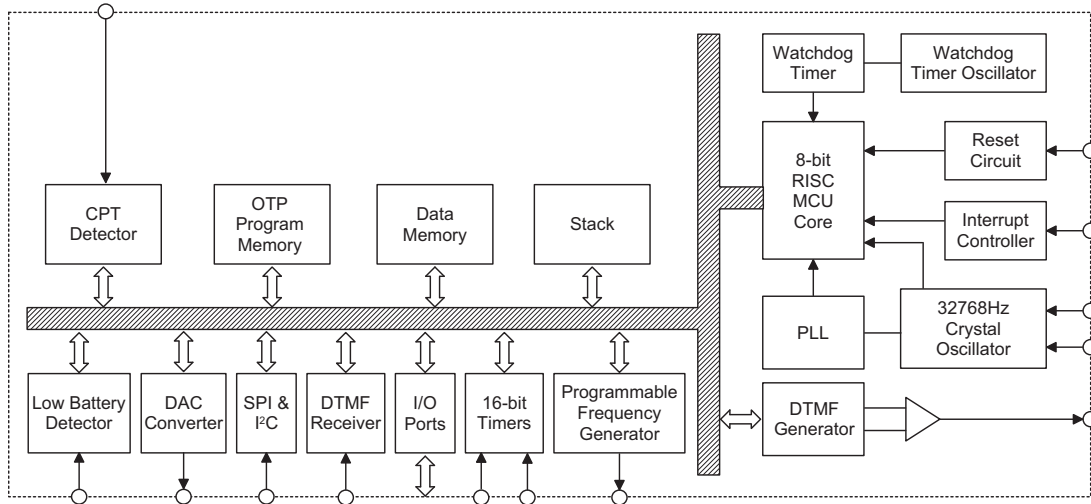 Watchdog
Timer
Watchdog
Timer Oscillator
8-bit
RISC
MCU
Core
Reset
Circuit
Interrupt
Controller
CPT
Detector
OTP
Program
Memory
Data
Memory
Stack
PLL
32768Hz
Crystal
Oscillator
Low Battery
Detector
DAC
Converter
SPI &
I²C
DTMF
Receiver
I/O
Ports
16-bit
Timers
Programmable
Frequency
Generator
DTMF
Generator